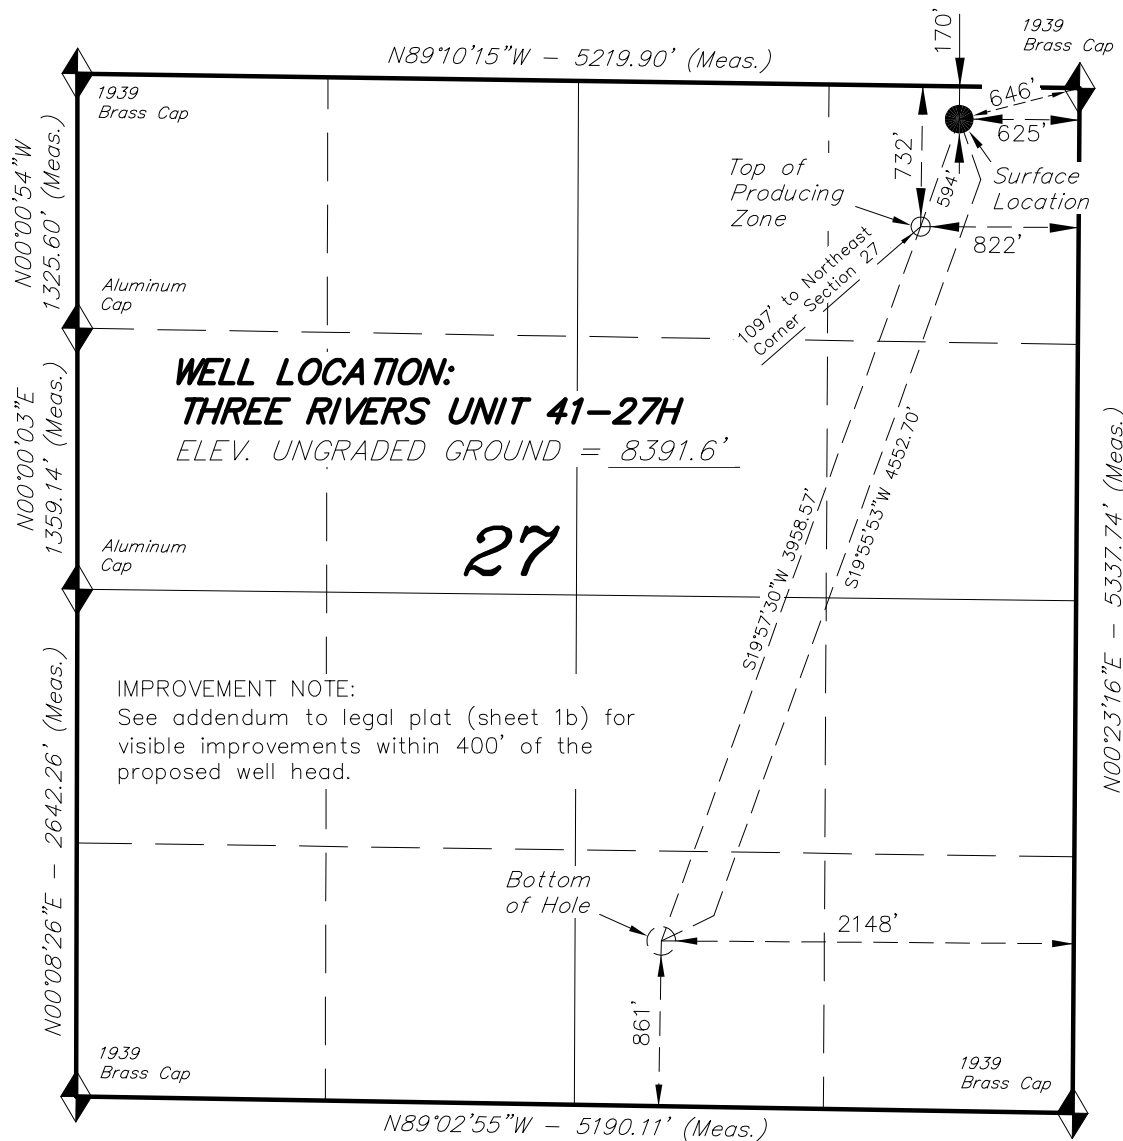 N89°10'15"W - 5219.90' (Meas.)
170'
1939
Brass Cap
1939
Brass Cap
646'
625'
732'
594'
Surface
Location
Top of
Producing
Zone
822'
1097' to Northeast
Corner Section 27
N00°00'54"W
1325.60' (Meas.)
Aluminum
Cap
WELL LOCATION:
THREE RIVERS UNIT 41-27H
ELEV. UNGRADED GROUND = 8391.6'
N00°00'03"E
1359.14' (Meas.)
S19°57'30"W 3958.57'
S19°55'53"W 4552.70'
N00°23'16"E - 5337.74' (Meas.)
27
Aluminum
Cap
IMPROVEMENT NOTE:
See addendum to legal plat (sheet 1b) for
visible improvements within 400' of the
proposed well head.
N00°08'26"E - 2642.26' (Meas.)
Bottom
of Hole
2148'
861'
1939
Brass Cap
1939
Brass Cap
N89°02'55"W - 5190.11' (Meas.)